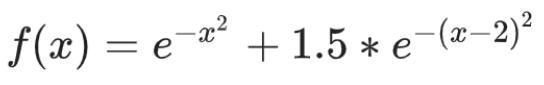 f(x) = e^{-x^2} + 1.5 * e^{-(x-2)^2}